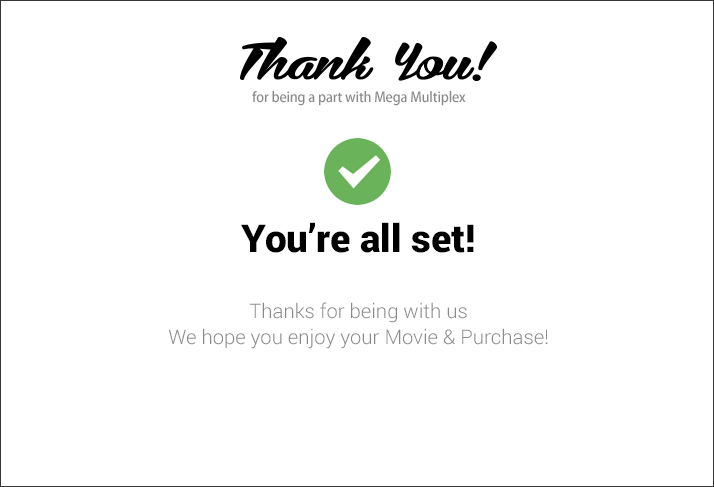 Thank You!
for being a part with Mega Multiplex
You’re all set!
Thanks for being with us
We hope you enjoy your Movie & Purchase!